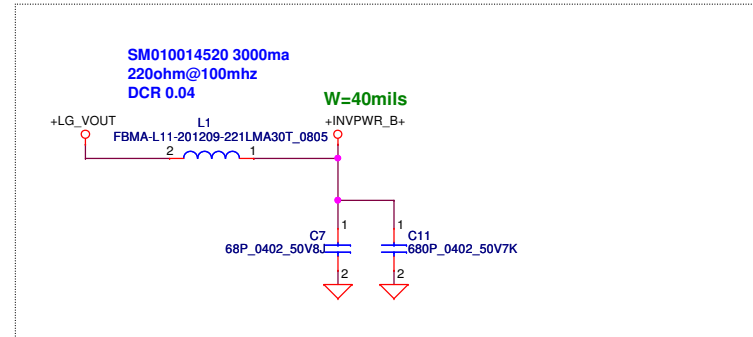 SM010014520 3000ma
220ohm@100mhz
DCR 0.04
W=40mils
+LG_VOUT
L1
+INVPWR_B+
FBMA-L11-201209-221LMA30T_0805
2
1
1
1
C7
C11
68P_0402_50V8J
680P_0402_50V7K
2
2